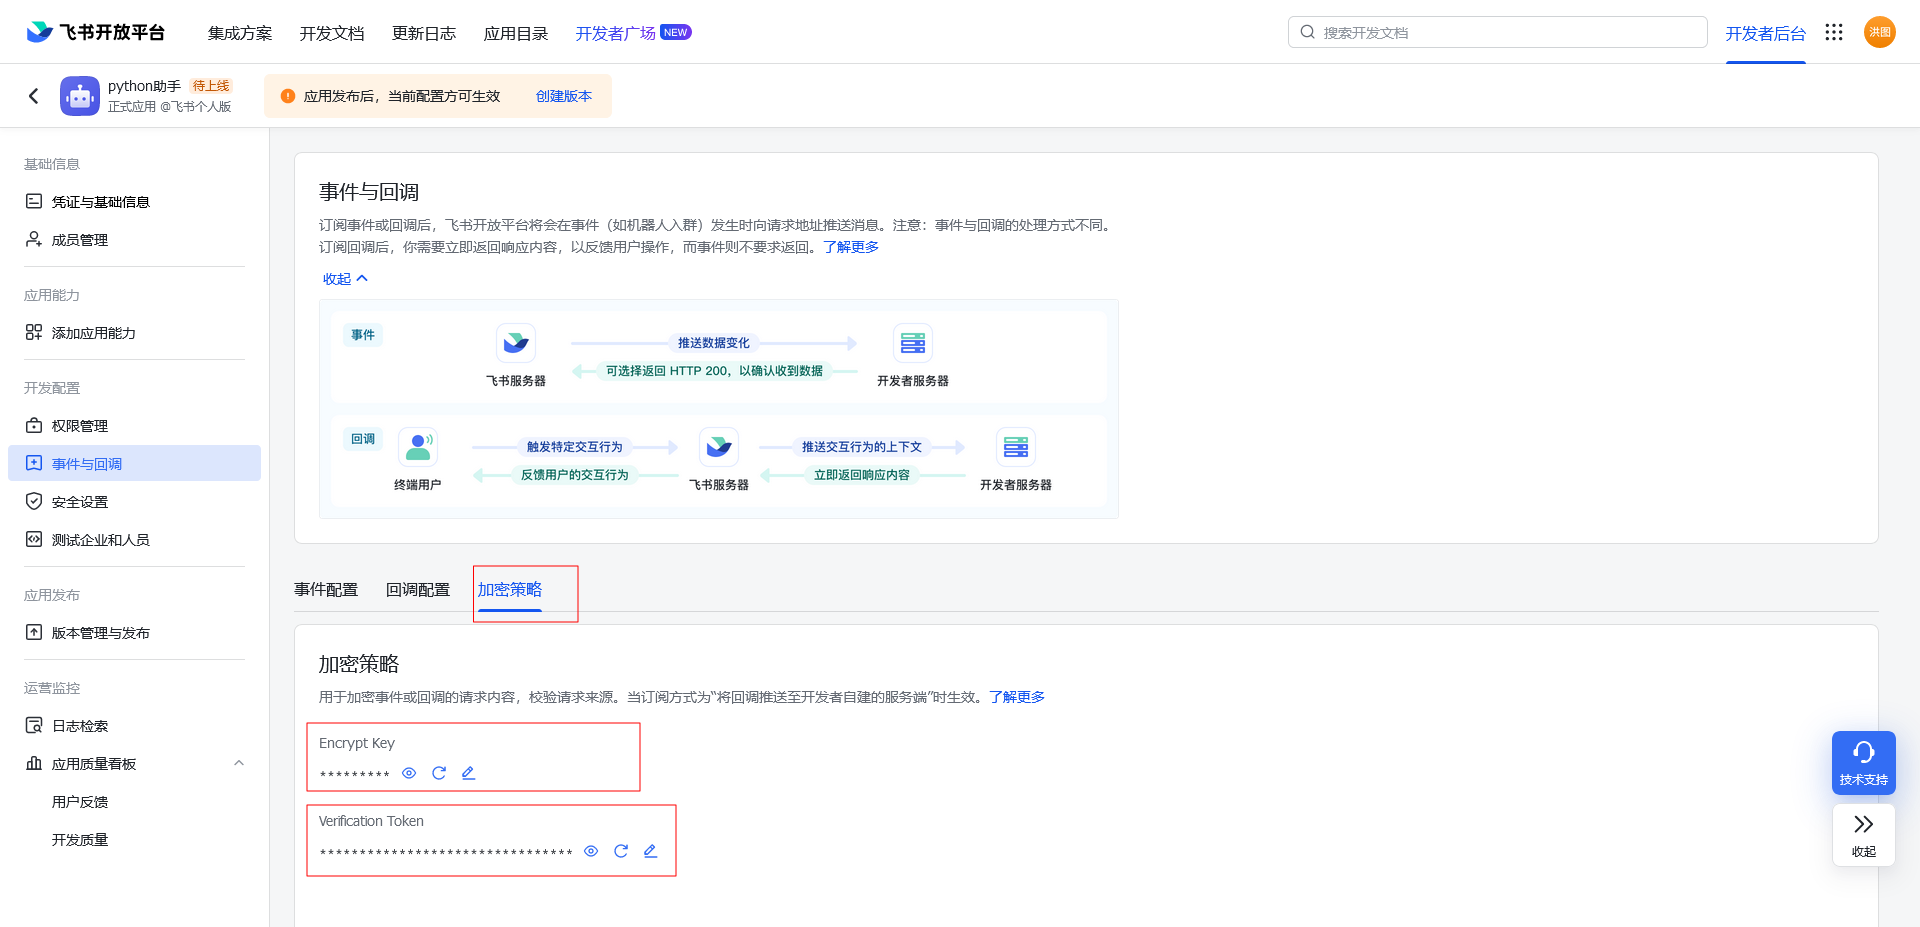 飞书开放平台
集成方案
开发文档
更新日志
应用目录
开发者广场 NEW
搜索开发文档
开发者后台
洪图
python助手 待上线
正式应用 @飞书个人版
应用发布后，当前配置方可生效 创建版本
基础信息
凭证与基础信息
成员管理
应用能力
添加应用能力
开发配置
权限管理
事件与回调
安全设置
测试企业和人员
应用发布
版本管理与发布
运营监控
日志检索
应用质量看板
用户反馈
开发质量
事件与回调
订阅事件或回调后，飞书开放平台将会在事件（如机器人入群）发生时向请求地址推送消息。注意：事件与回调的处理方式不同。
订阅回调后，你需要立即返回响应内容，以反馈用户操作，而事件则不要求返回。了解更多
收起
事件
推送数据变化
可选择返回 HTTP 200，以确认收到数据
飞书服务器
开发者服务器
回调
触发特定交互行为
推送交互行为的上下文
反馈用户的交互行为
立即返回响应内容
终端用户
飞书服务器
开发者服务器
事件配置
回调配置
加密策略
加密策略
用于加密事件或回调的请求内容，校验请求来源。当订阅方式为“将回调推送至开发者自建的服务端”时生效。了解更多
Encrypt Key
*********
Verification Token
********************************
技术支持
收起